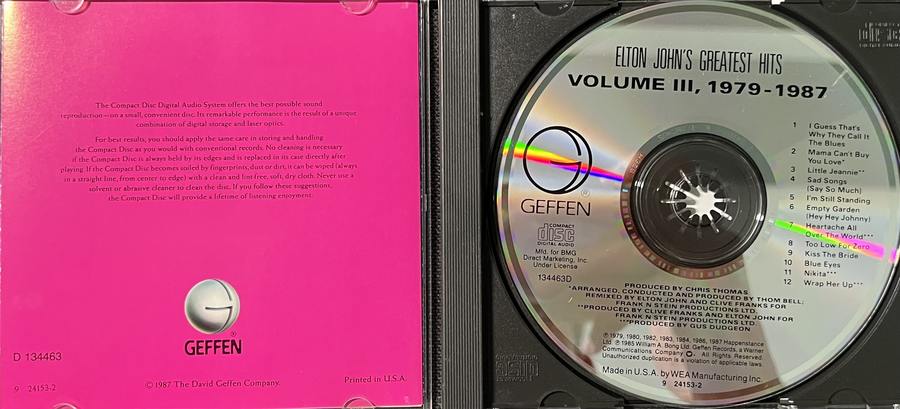 The Compact Disc Digital Audio System offers the best possible sound
reproduction—on a small, convenient disc. Its remarkable performance is the result of a unique
combination of digital storage and laser optics.
For best results, you should apply the same care in storing and handling
the Compact Disc as you would with conventional records. No cleaning is necessary
if the Compact Disc is always held by its edges and is replaced in its case directly after
playing. If the Compact Disc becomes soiled by fingerprints, dust or dirt, it can be wiped (always
in a straight line, from center to edge) with a clean and lint free, soft, dry cloth. Never use a
solvent or abrasive cleaner to clean the disc. If you follow these suggestions,
the Compact Disc will provide a lifetime of listening enjoyment.
GEFFEN
®
D 134463
9 24153-2
© 1987 The David Geffen Company.
Printed in U.S.A.
ELTON JOHN'S GREATEST HITS
VOLUME III, 1979-1987
GEFFEN
®
COMPACT
disc
DIGITAL AUDIO
Mfd. for BMG
Direct Marketing, Inc.
Under License
134463D
1 I Guess That's
Why They Call It
The Blues
2 Mama Can't Buy
You Love*
3 Little Jeannie**
4 Sad Songs
(Say So Much)
5 I'm Still Standing
6 Empty Garden
(Hey Hey Johnny)
7 Heartache All
Over The World***
8 Too Low For Zero
9 Kiss The Bride
10 Blue Eyes
11 Nikita***
12 Wrap Her Up***
PRODUCED BY CHRIS THOMAS
*ARRANGED, CONDUCTED AND PRODUCED BY THOM BELL;
REMIXED BY ELTON JOHN AND CLIVE FRANKS FOR
FRANK N STEIN PRODUCTIONS LTD.
**PRODUCED BY CLIVE FRANKS AND ELTON JOHN FOR
FRANK N STEIN PRODUCTIONS LTD.
***PRODUCED BY GUS DUDGEON
℗ 1979, 1980, 1982, 1983, 1984, 1986, 1987 Happenstance
Ltd. ℗ 1985 William A. Bong Ltd. Geffen Records, a Warner
Communications Company. All Rights Reserved.
Unauthorized duplication is a violation of applicable laws.
Made in U.S.A. by WEA Manufacturing Inc.
9 24153-2